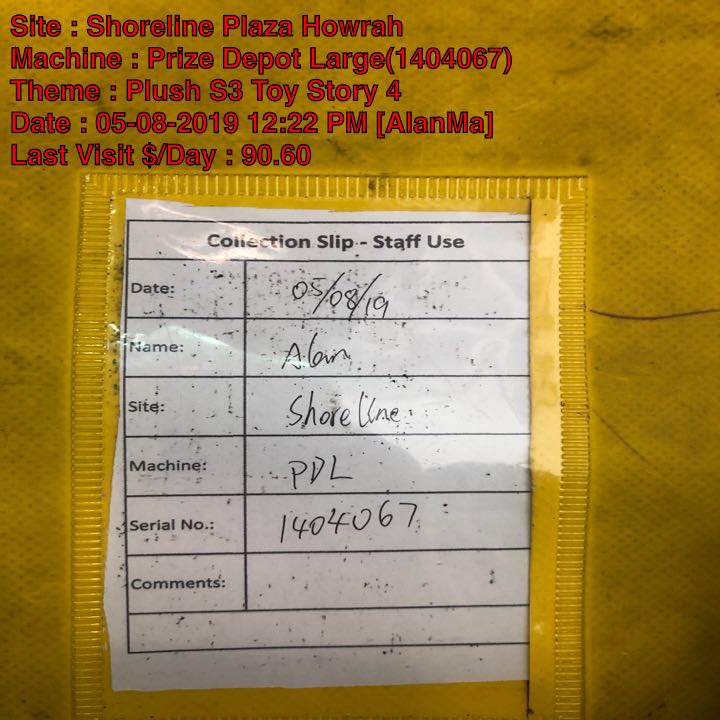 Site : Shoreline Plaza Howrah
Machine : Prize Depot Large(1404067)
Theme : Plush S3 Toy Story 4
Date : 05-08-2019 12:22 PM [AlanMa]
Last Visit $/Day : 90.60
Collection Slip - Staff Use
Date: 05/08/19
Name: Alan
Site: Shoreline
Machine: PDL
Serial No.: 1404067
Comments: